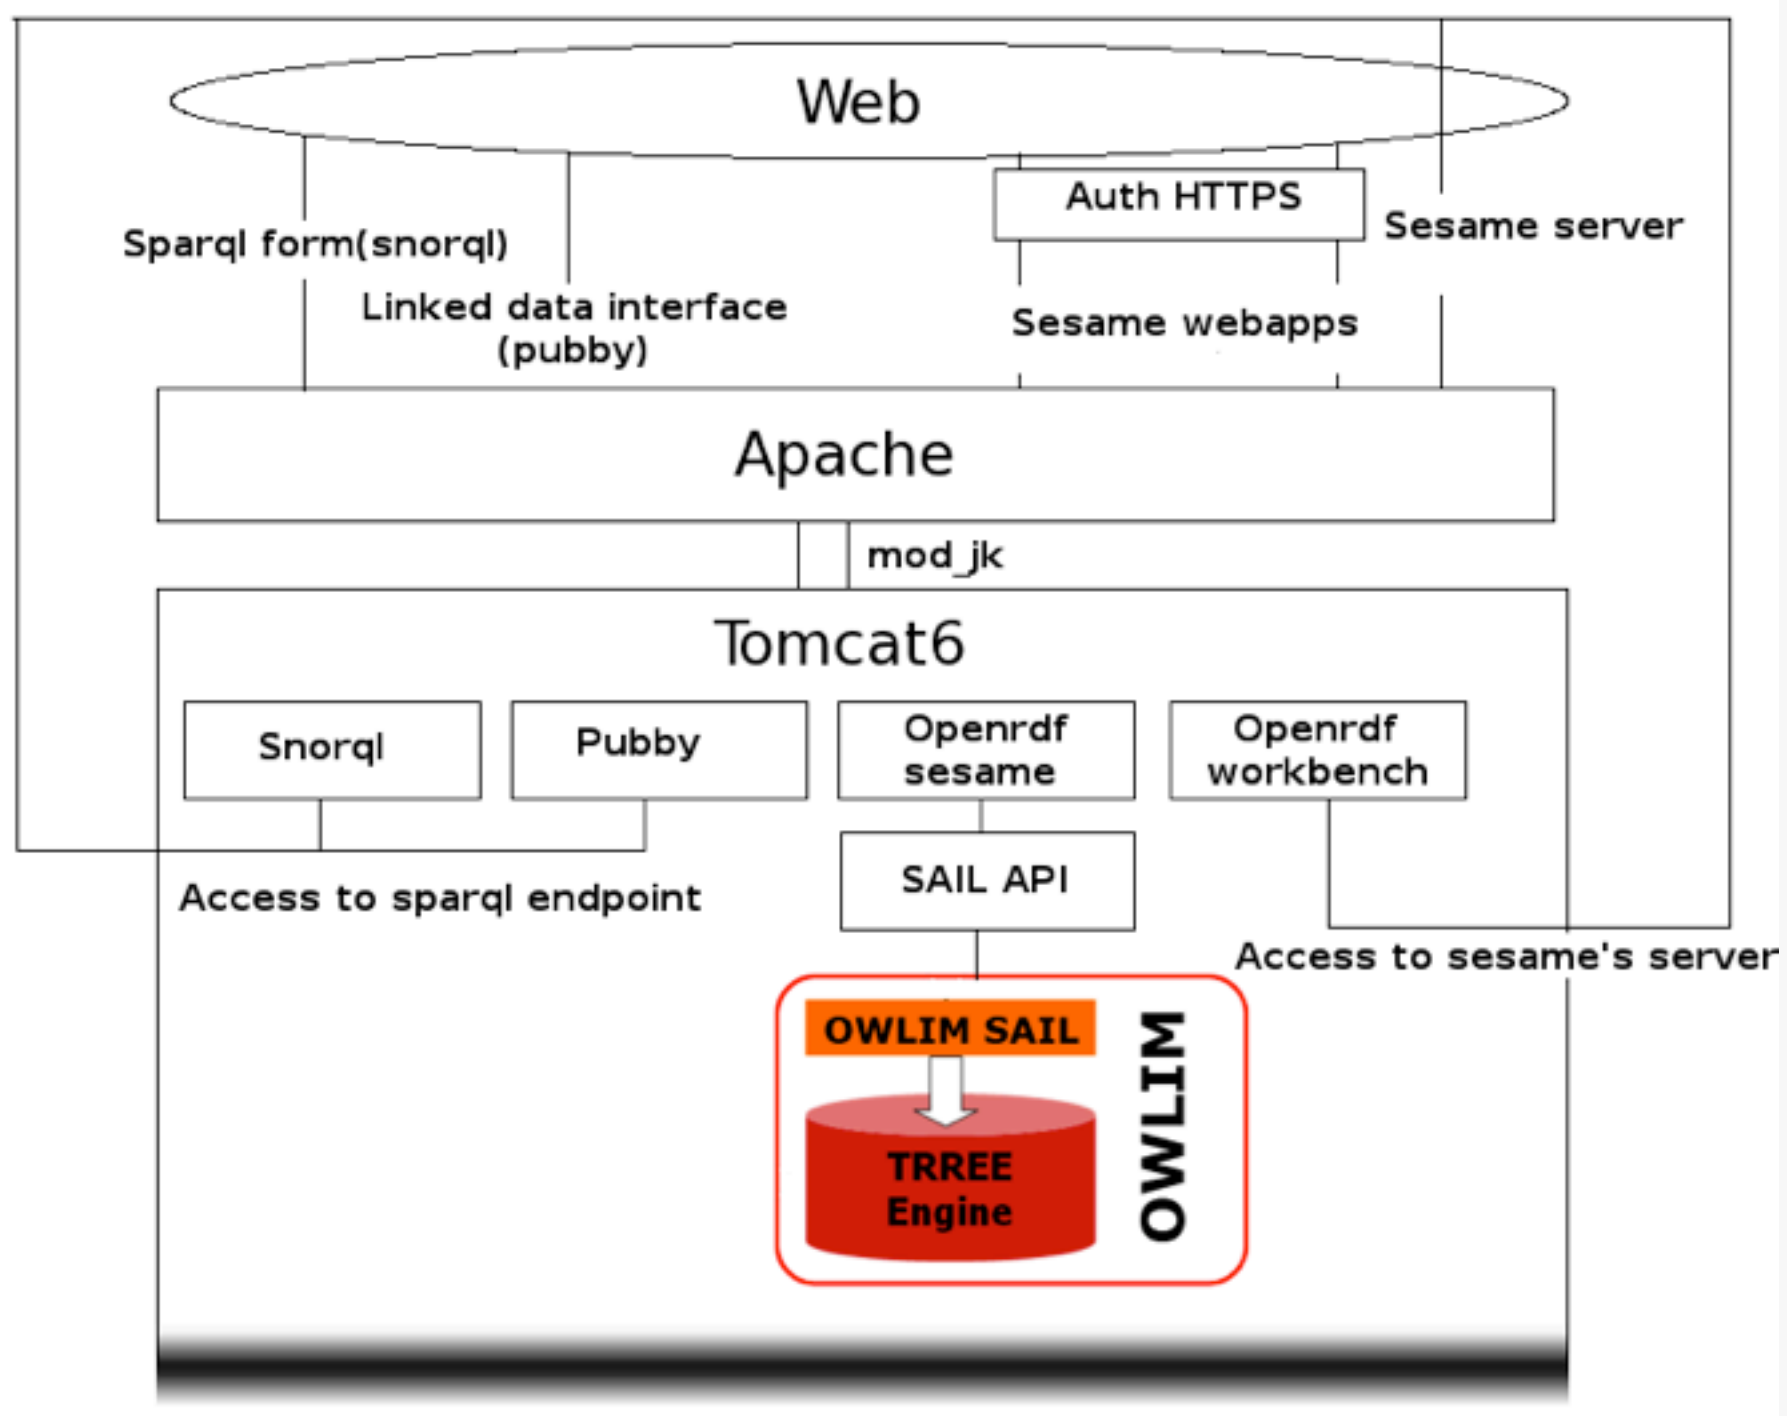 Web
Auth HTTPS
Sesame server
Sparql form(snorql)
Linked data interface
(pubby)
Sesame webapps
Apache
mod_jk
Tomcat6
Snorql
Pubby
Openrdf
sesame
Openrdf
workbench
SAIL API
Access to sparql endpoint
Access to sesame's server
OWLIM SAIL
OWLIM
TRREE
Engine